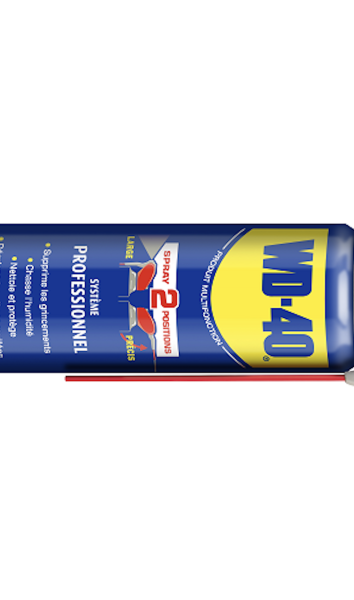 WD-40®
PRODUIT MULTIFONCTION
SPRAY
2
POSITIONS
LARGE
PRÉCIS
SYSTÈME
PROFESSIONNEL
• Supprime les grincements
• Chasse l'humidité
• Nettoie et protège